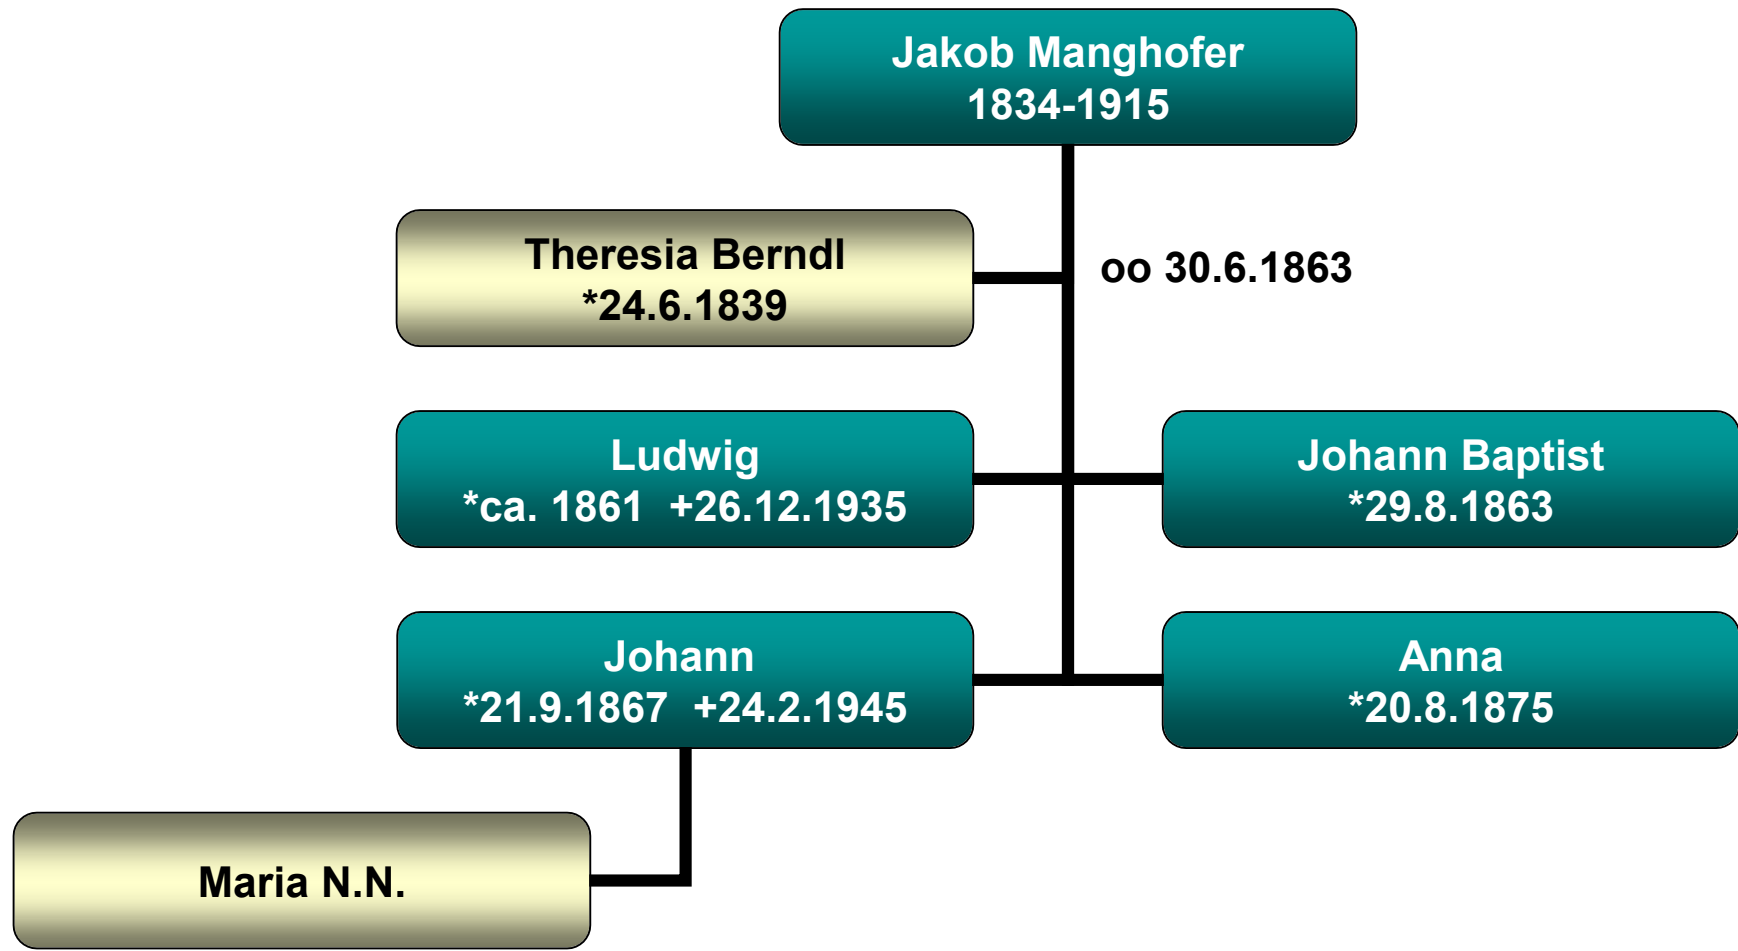 Jakob Manghofer
1834-1915
Theresia Berndl
*24.6.1839
oo 30.6.1863
Ludwig
*ca. 1861  +26.12.1935
Johann Baptist
*29.8.1863
Johann
*21.9.1867  +24.2.1945
Anna
*20.8.1875
Maria N.N.